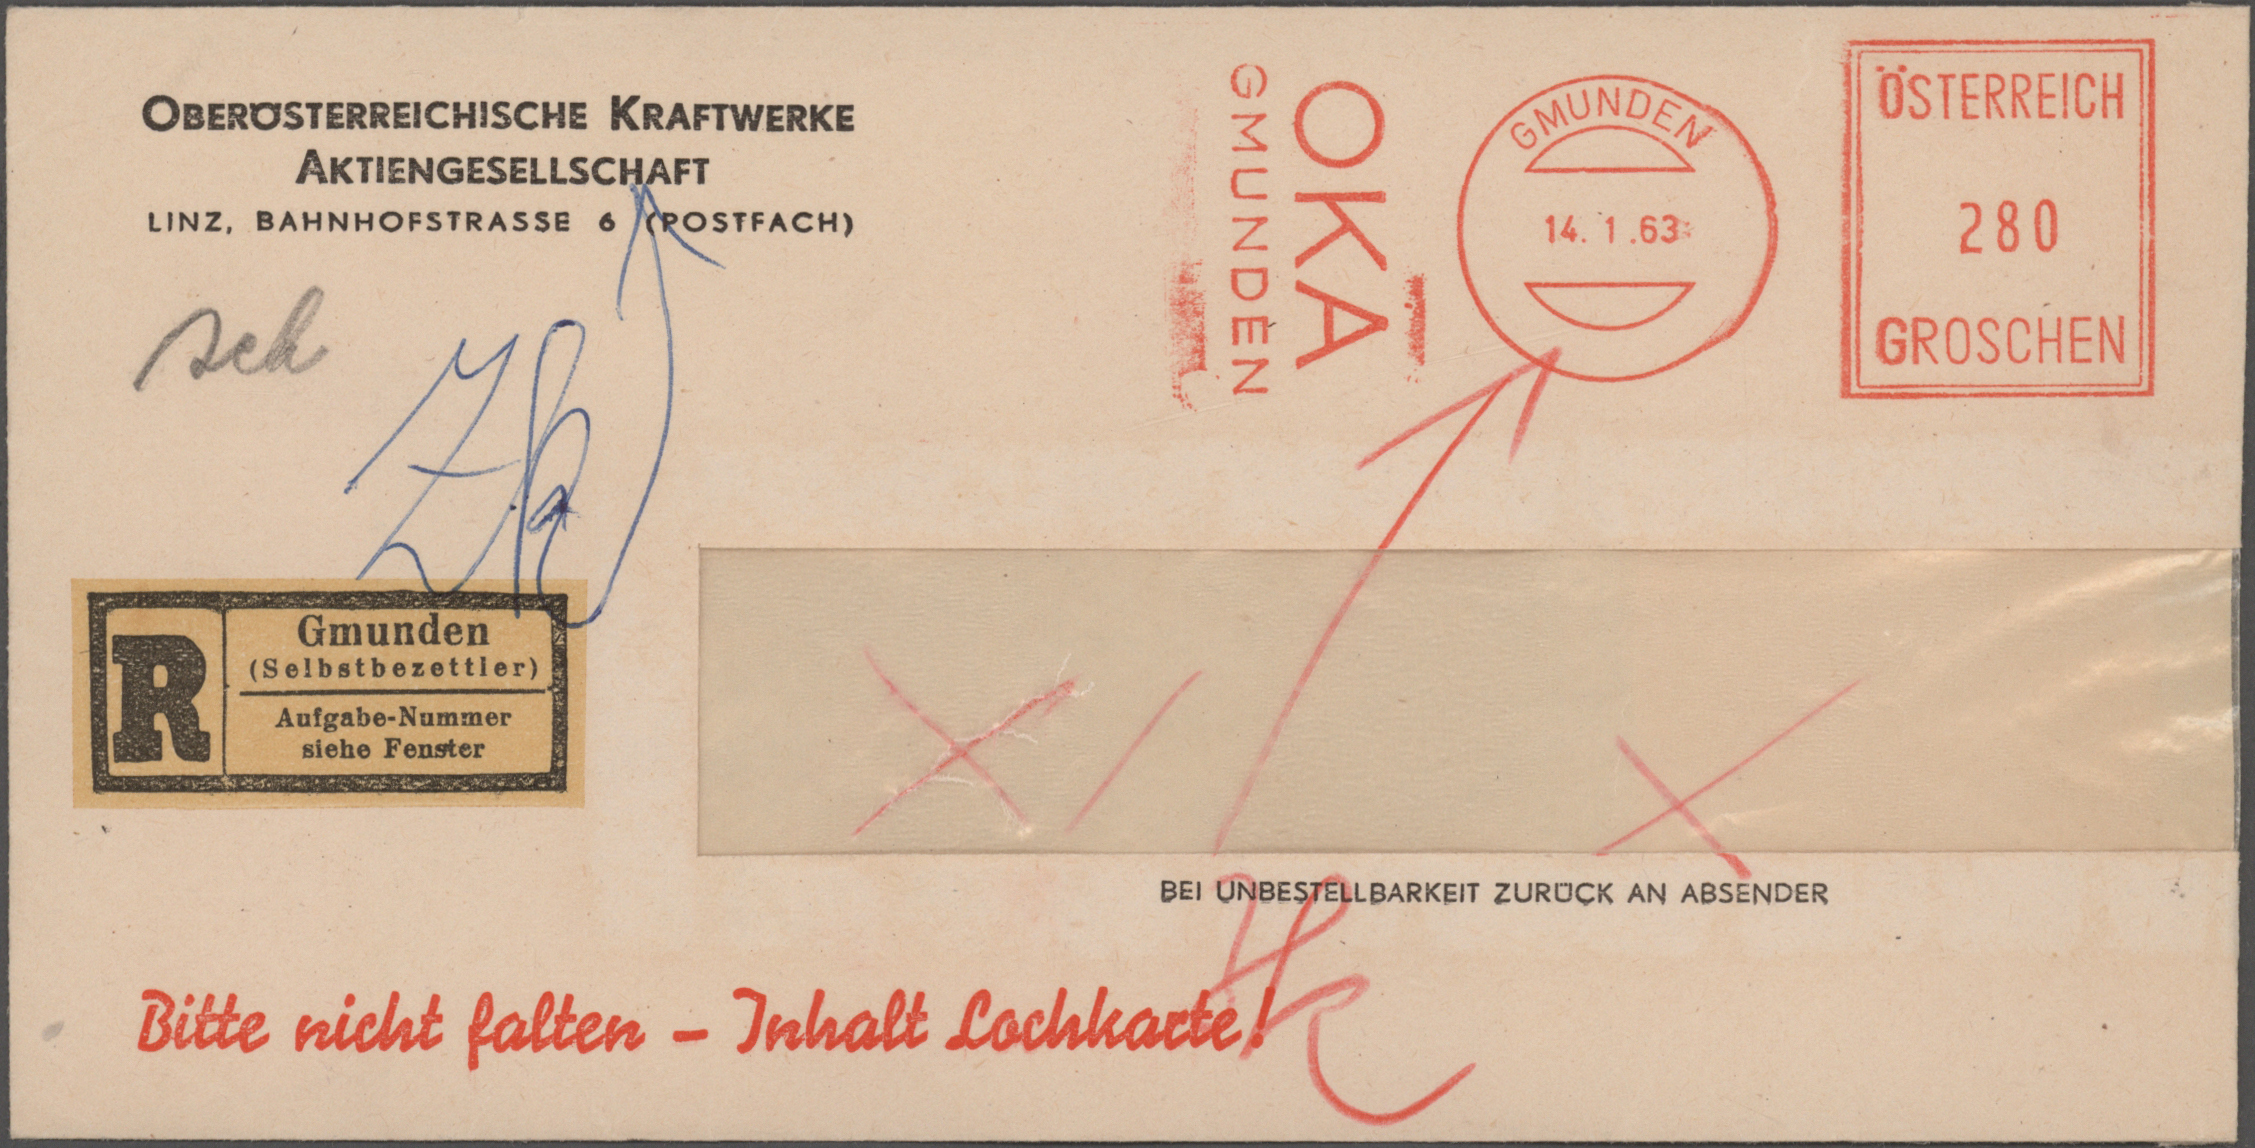 OBERÖSTERREICHISCHE KRAFTWERKE
AKTIENGESELLSCHAFT
LINZ, BAHNHOFSTRASSE 6 (POSTFACH)
OKA
GMUNDEN
GMUNDEN
14. 1.63
ÖSTERREICH
280
GROSCHEN
sch
R
Gmunden
(Selbstbezettler)
Aufgabe-Nummer
siehe Fenster
BEI UNBESTELLBARKEIT ZURÜCK AN ABSENDER
Bitte nicht falten – Inhalt Lochkarte!